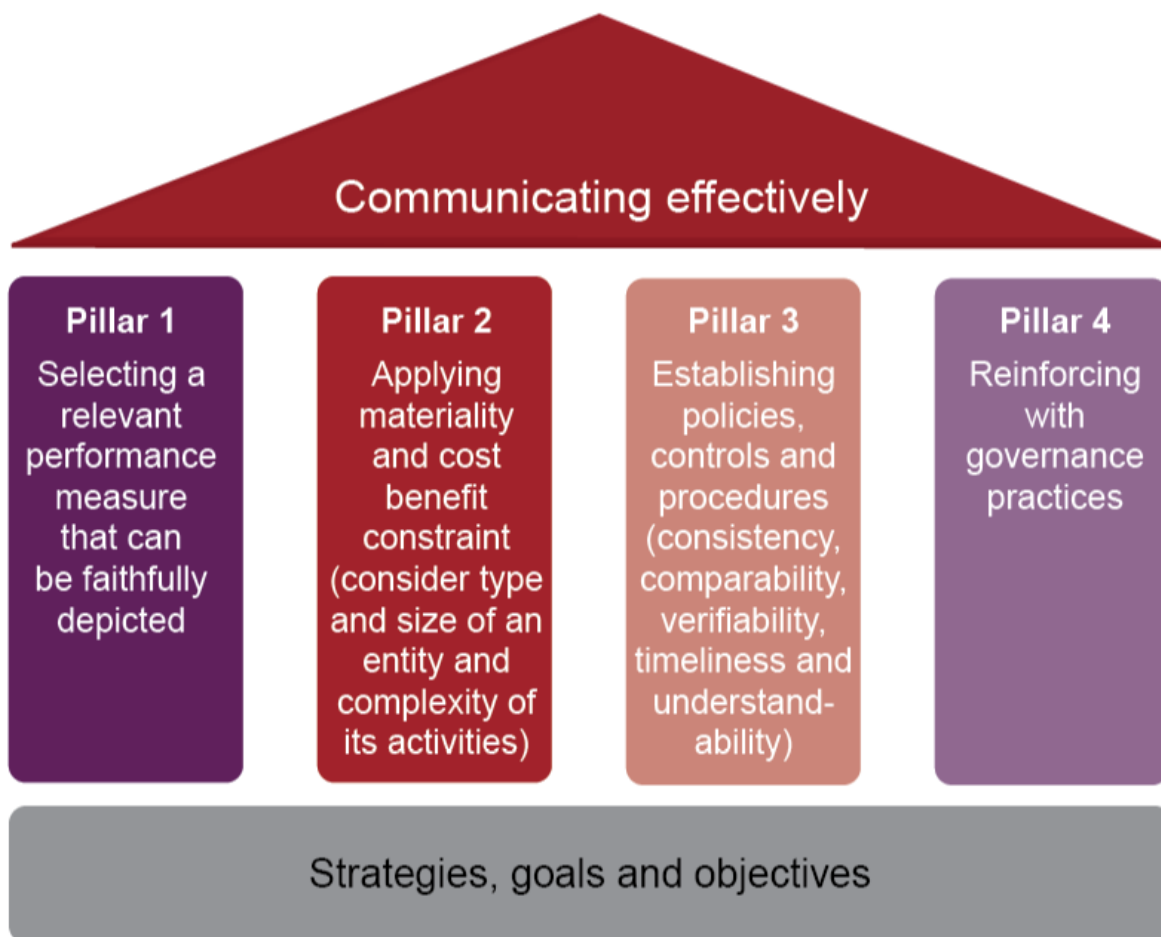 Communicating effectively
Pillar 1
Selecting a
relevant
performance
measure
that can
be faithfully
depicted
Pillar 2
Applying
materiality
and cost
benefit
constraint
(consider type
and size of an
entity and
complexity of
its activities)
Pillar 3
Establishing
policies,
controls and
procedures
(consistency,
comparability,
verifiability,
timeliness and
understand-
ability)
Pillar 4
Reinforcing
with
governance
practices
Strategies, goals and objectives